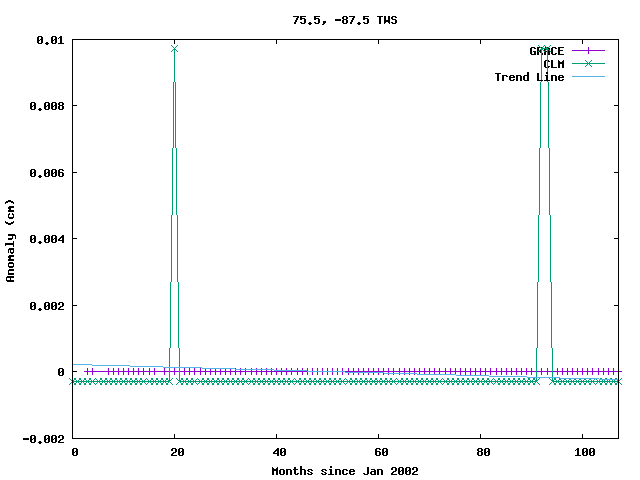 75.5, -87.5 TWS
0.01
0.008
0.006
0.004
0.002
0
-0.002
Anomaly (cm)
GRACE
CLM
Trend Line
0 20 40 60 80 100
Months since Jan 2002